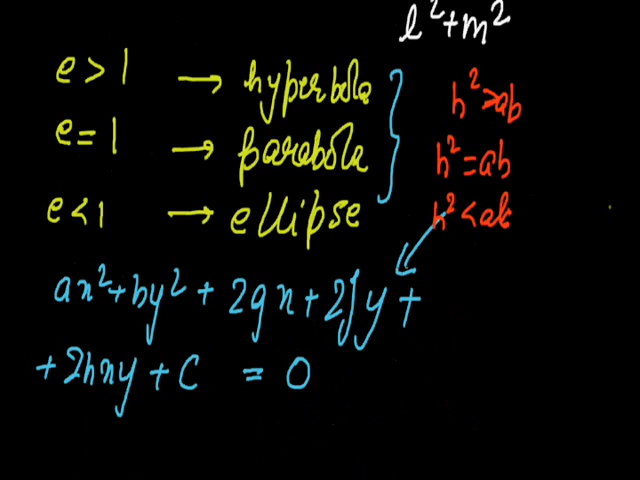 l²+m²
e > 1 → hyperbola h² > ab
e = 1 → parabola h² = ab
e < 1 → ellipse h² < ab
ax² + by² + 2gx + 2fy +
+ 2hxy + C = 0